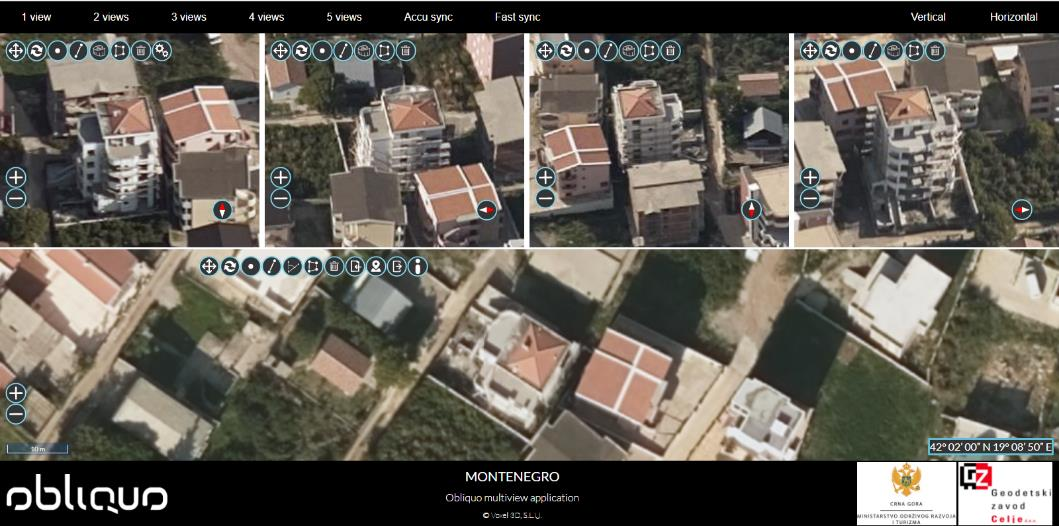 1 view 2 views 3 views 4 views 5 views Accu sync Fast sync Vertical Horizontal
10 m
42° 02' 00" N 19° 08' 50" E
obliquo
MONTENEGRO
Obliquo multiview application
© Voxel 3D, S.L.U.
CRNA GORA
MINISTARSTVO ODRŽIVOG RAZVOJA
I TURIZMA
GZ
Geodetski
zavod
Celje d.o.o.